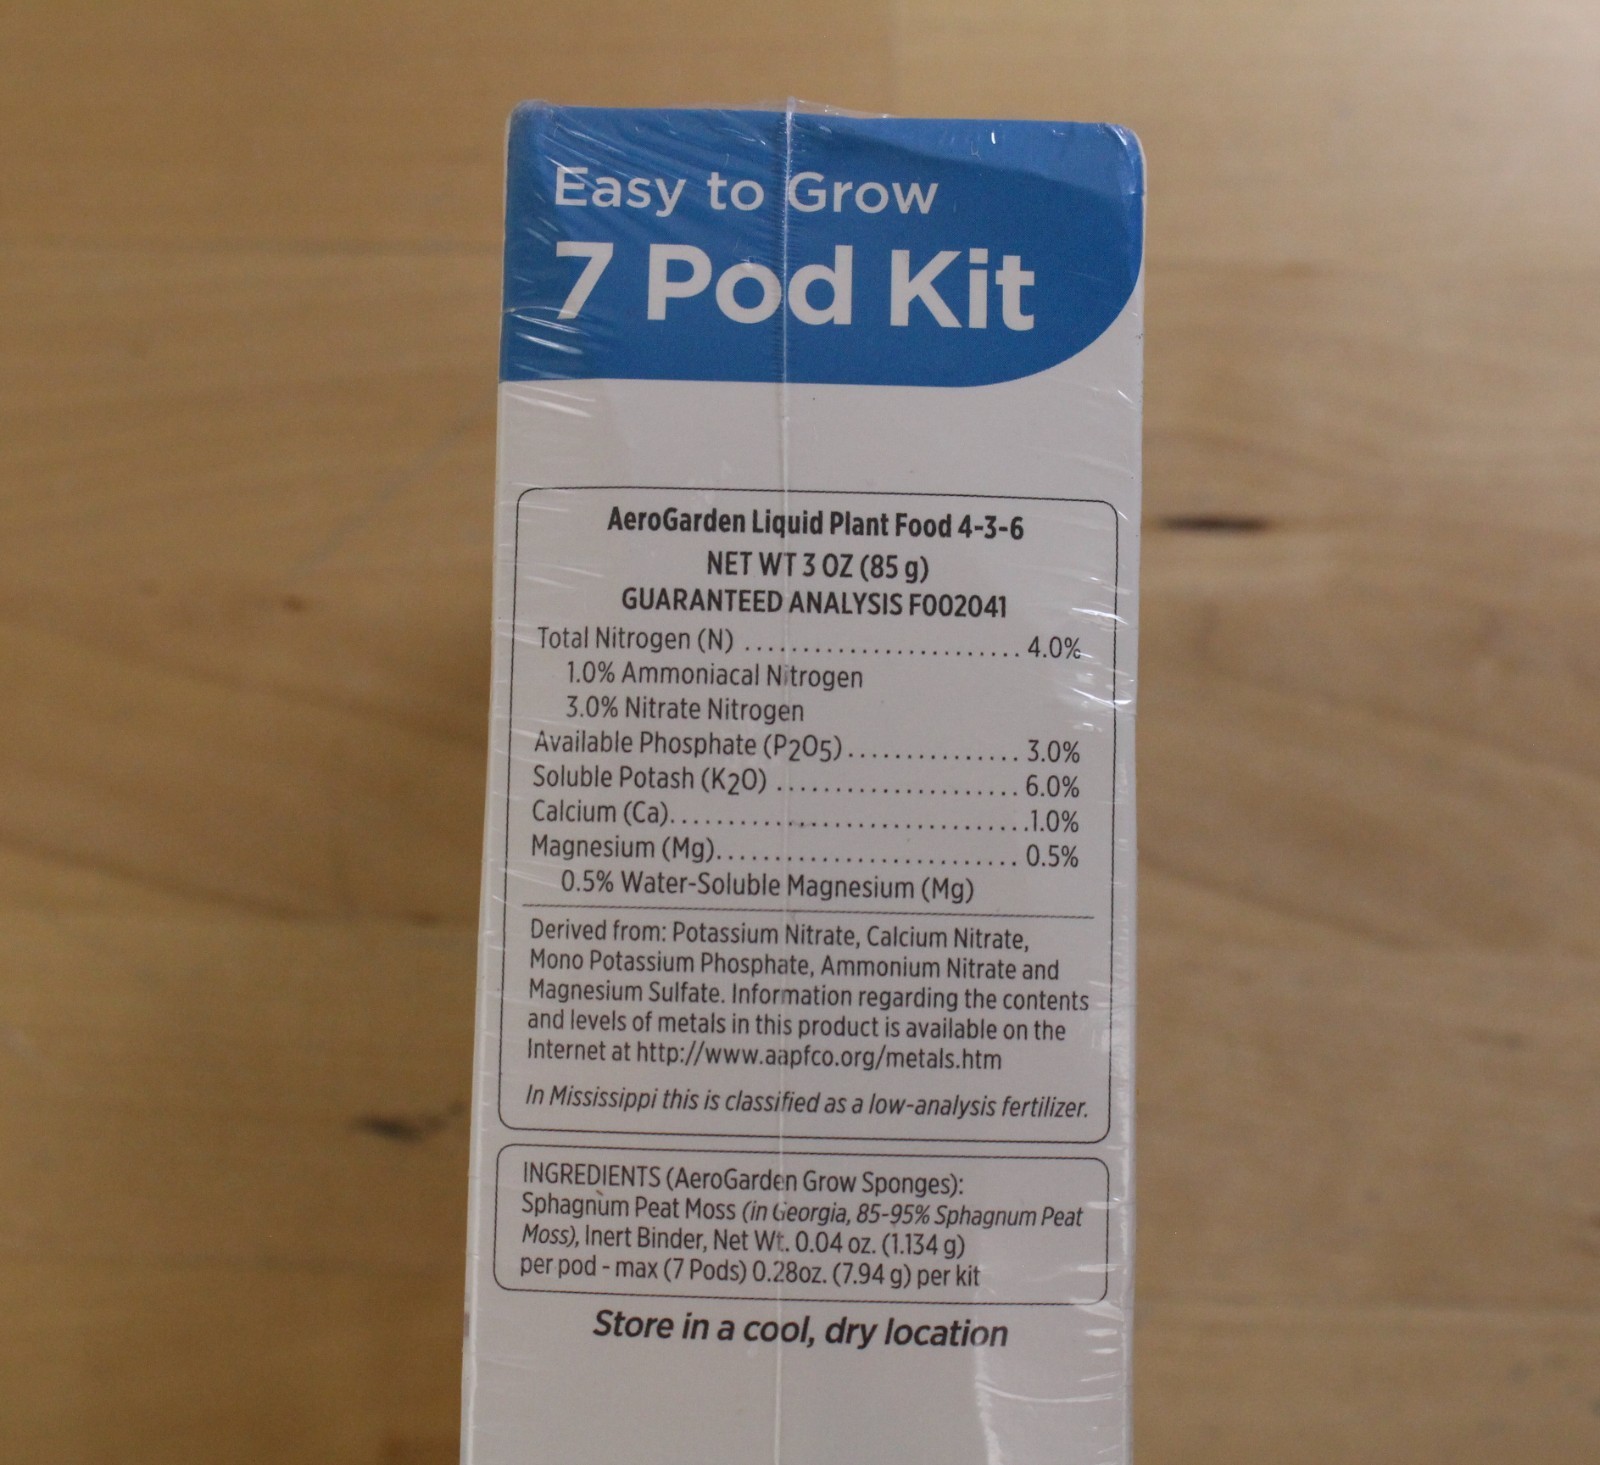 Easy to Grow
7 Pod Kit
AeroGarden Liquid Plant Food 4-3-6
NET WT 3 OZ (85 g)
GUARANTEED ANALYSIS F002041
Total Nitrogen (N) ........................ 4.0%
1.0% Ammoniacal Nitrogen
3.0% Nitrate Nitrogen
Available Phosphate (P2O5)............... 3.0%
Soluble Potash (K2O) ..................... 6.0%
Calcium (Ca)...............................1.0%
Magnesium (Mg).......................... 0.5%
0.5% Water-Soluble Magnesium (Mg)
Derived from: Potassium Nitrate, Calcium Nitrate,
Mono Potassium Phosphate, Ammonium Nitrate and
Magnesium Sulfate. Information regarding the contents
and levels of metals in this product is available on the
Internet at http://www.aapfco.org/metals.htm
In Mississippi this is classified as a low-analysis fertilizer.
INGREDIENTS (AeroGarden Grow Sponges):
Sphagnum Peat Moss (in Georgia, 85-95% Sphagnum Peat
Moss), Inert Binder, Net Wt. 0.04 oz. (1.134 g)
per pod - max (7 Pods) 0.28oz. (7.94 g) per kit
Store in a cool, dry location